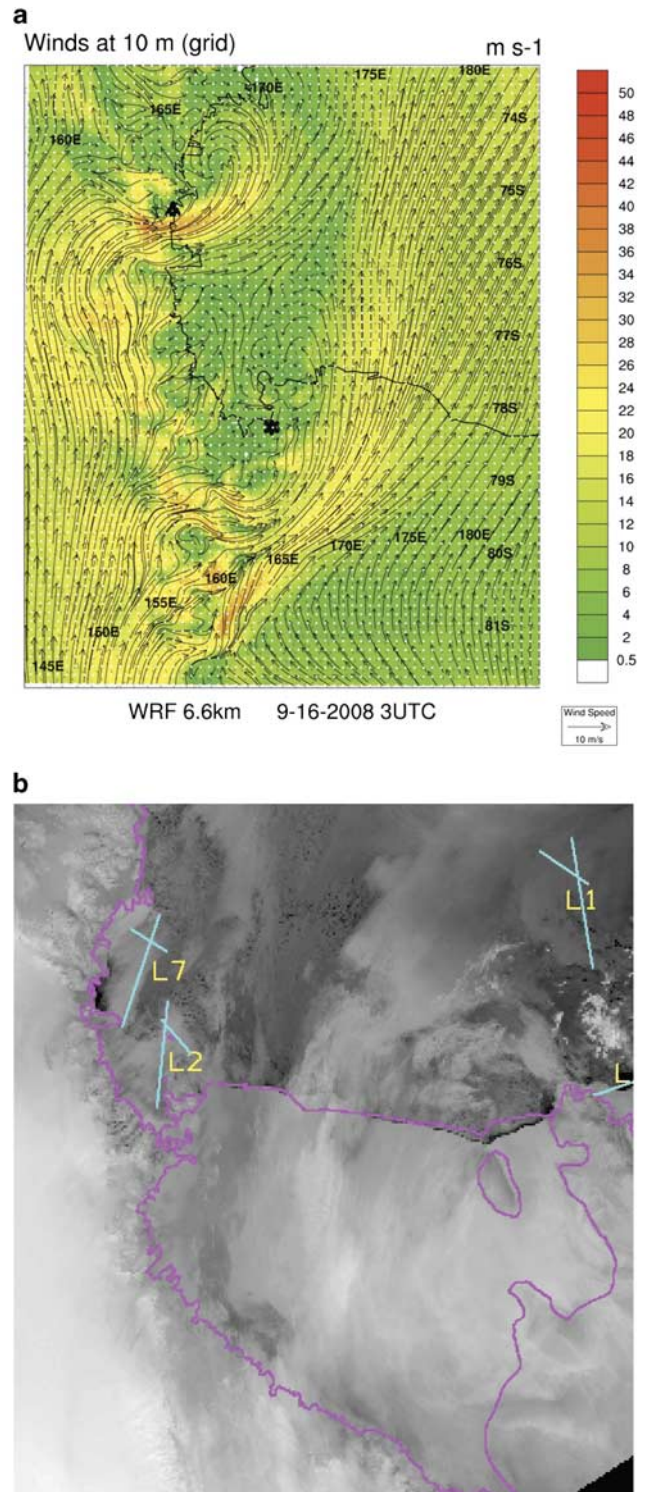 a
Winds at 10 m (grid) m s-1
175E 180E
170E
165E
74S
160E
75S
76S
77S
78S
79S
175E 180E
170E
80S
165E
160E
155E
81S
150E
145E
50
48
46
44
42
40
38
36
34
32
30
28
26
24
22
20
18
16
14
12
10
8
6
4
2
0.5
WRF 6.6km 9-16-2008 3UTC
Wind Speed
10 m/s
b
L1
L7
L2
L